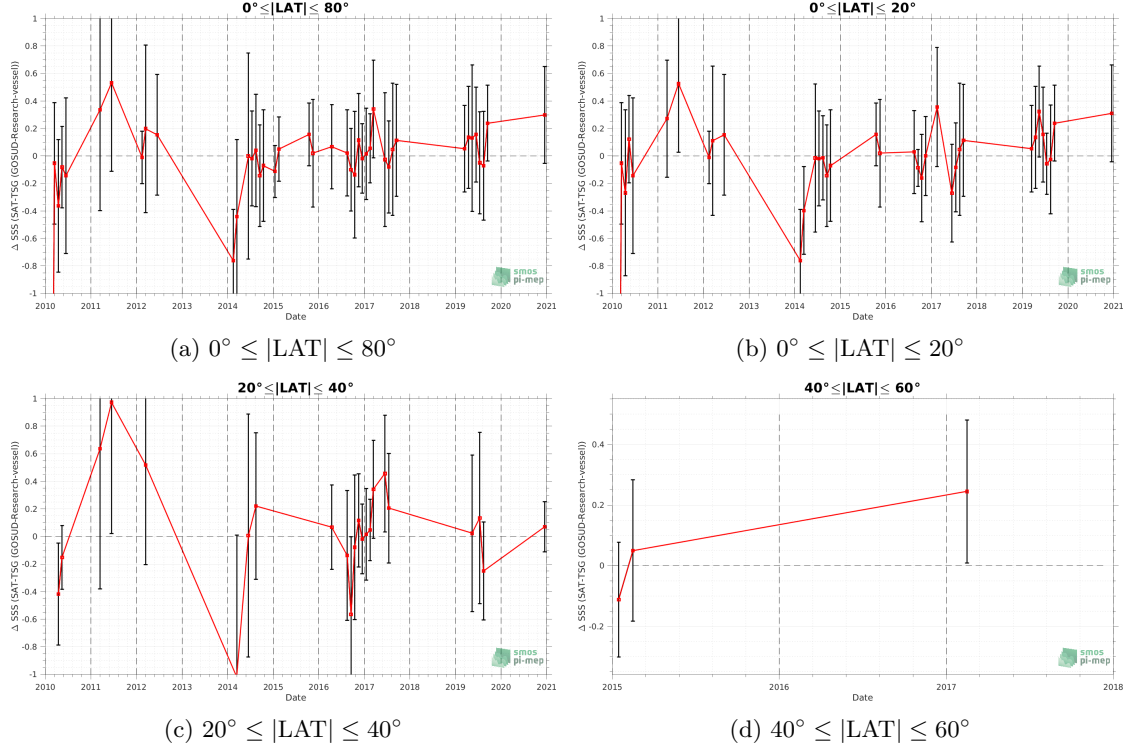 0°≤|LAT|≤ 80°
Δ SSS (SAT-TSG (GOSUD-Research-vessel))
1
0.8
0.6
0.4
0.2
0
-0.2
-0.4
-0.6
-0.8
-1
2010 2011 2012 2013 2014 2015 2016 2017 2018 2019 2020 2021
Date
smos
pi-mep
(a) 0° ≤ |LAT| ≤ 80°
0°≤|LAT|≤ 20°
Δ SSS (SAT-TSG (GOSUD-Research-vessel))
1
0.8
0.6
0.4
0.2
0
-0.2
-0.4
-0.6
-0.8
-1
2010 2011 2012 2013 2014 2015 2016 2017 2018 2019 2020 2021
Date
smos
pi-mep
(b) 0° ≤ |LAT| ≤ 20°
20°≤|LAT|≤ 40°
Δ SSS (SAT-TSG (GOSUD-Research-vessel))
1
0.8
0.6
0.4
0.2
0
-0.2
-0.4
-0.6
-0.8
-1
2010 2011 2012 2013 2014 2015 2016 2017 2018 2019 2020 2021
Date
smos
pi-mep
(c) 20° ≤ |LAT| ≤ 40°
40°≤|LAT|≤ 60°
Δ SSS (SAT-TSG (GOSUD-Research-vessel))
0.4
0.2
0
-0.2
2015 2016 2017 2018
Date
smos
pi-mep
(d) 40° ≤ |LAT| ≤ 60°